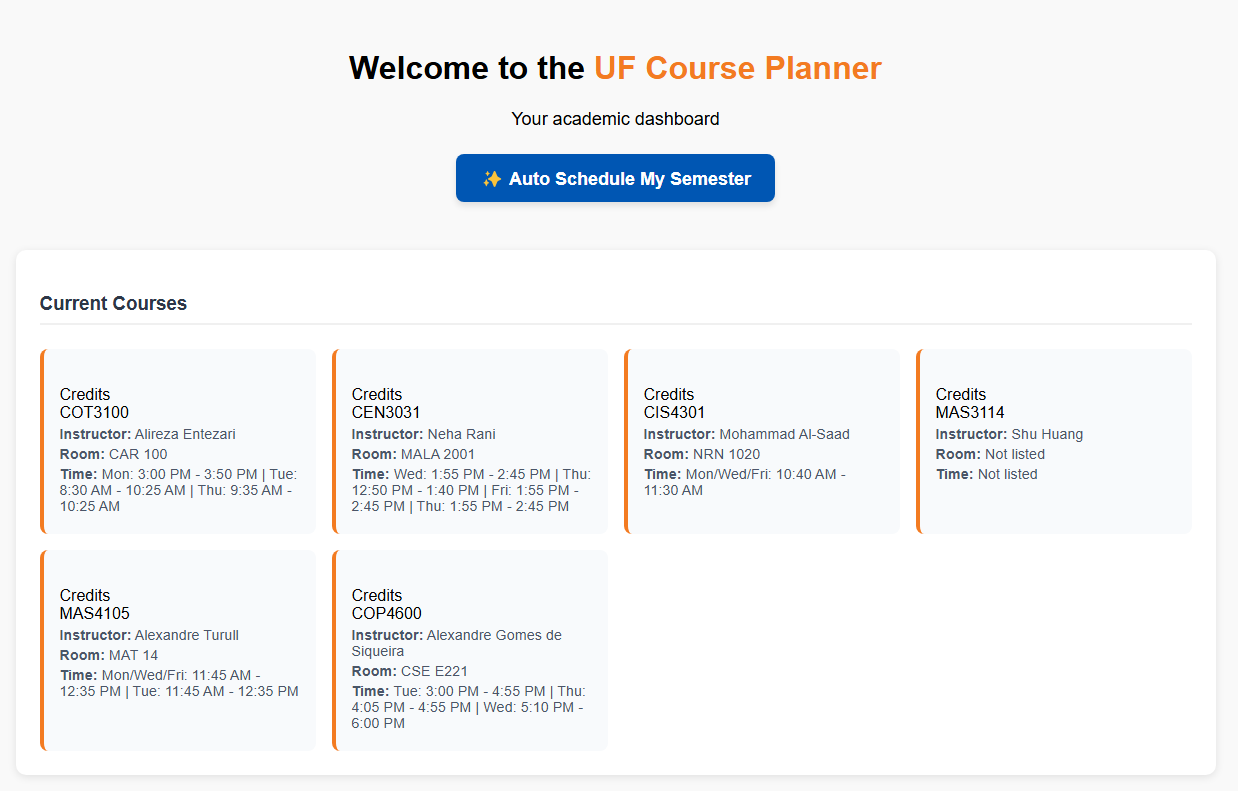 Welcome to the UF Course Planner
Your academic dashboard
✨ Auto Schedule My Semester
Current Courses
Credits
COT3100
Instructor: Alireza Entezari
Room: CAR 100
Time: Mon: 3:00 PM - 3:50 PM | Tue:
8:30 AM - 10:25 AM | Thu: 9:35 AM -
10:25 AM
Credits
CEN3031
Instructor: Neha Rani
Room: MALA 2001
Time: Wed: 1:55 PM - 2:45 PM | Thu:
12:50 PM - 1:40 PM | Fri: 1:55 PM -
2:45 PM | Thu: 1:55 PM - 2:45 PM
Credits
CIS4301
Instructor: Mohammad Al-Saad
Room: NRN 1020
Time: Mon/Wed/Fri: 10:40 AM -
11:30 AM
Credits
MAS3114
Instructor: Shu Huang
Room: Not listed
Time: Not listed
Credits
MAS4105
Instructor: Alexandre Turull
Room: MAT 14
Time: Mon/Wed/Fri: 11:45 AM -
12:35 PM | Tue: 11:45 AM - 12:35 PM
Credits
COP4600
Instructor: Alexandre Gomes de
Siqueira
Room: CSE E221
Time: Tue: 3:00 PM - 4:55 PM | Thu:
4:05 PM - 4:55 PM | Wed: 5:10 PM -
6:00 PM